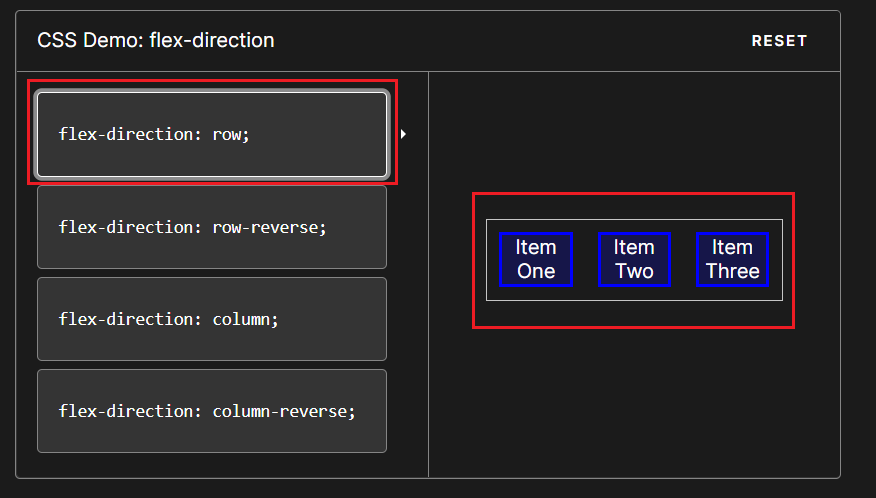 CSS Demo: flex-direction
RESET
flex-direction: row;
flex-direction: row-reverse;
flex-direction: column;
flex-direction: column-reverse;
Item
One
Item
Two
Item
Three